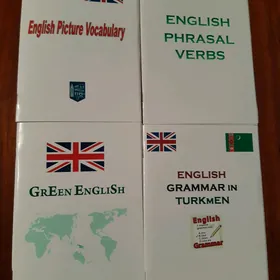 English Picture Vocabulary
ENGLISH
PHRASAL
VERBS
GREEN ENGLISH
ENGLISH
GRAMMAR IN
TURKMEN
English
Grammar